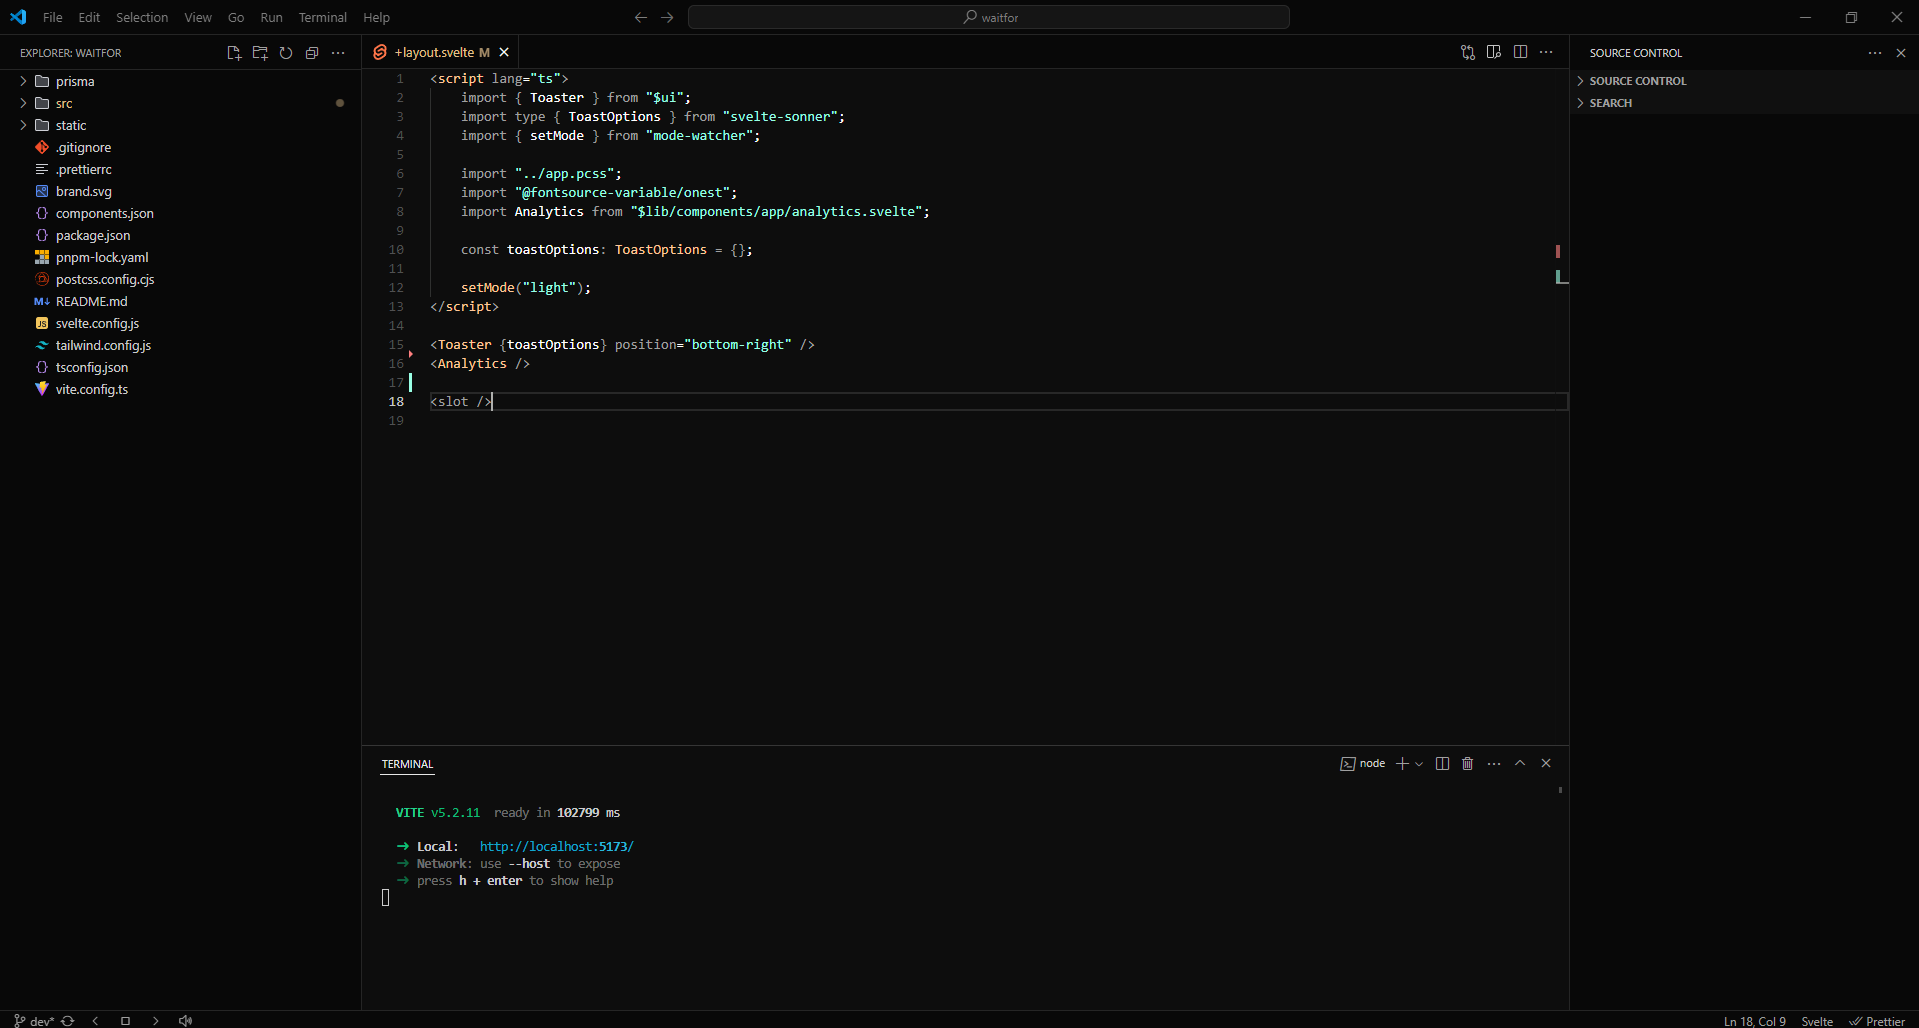 File Edit Selection View Go Run Terminal Help
waitfor
EXPLORER: WAITFOR
prisma
src
static
.gitignore
.prettierrc
brand.svg
components.json
package.json
pnpm-lock.yaml
postcss.config.cjs
README.md
svelte.config.js
tailwind.config.js
tsconfig.json
vite.config.ts
+layout.svelte M
1 <script lang="ts">
2 import { Toaster } from "$ui";
3 import type { ToastOptions } from "svelte-sonner";
4 import { setMode } from "mode-watcher";
5
6 import "../app.pcss";
7 import "@fontsource-variable/onest";
8 import Analytics from "$lib/components/app/analytics.svelte";
9
10 const toastOptions: ToastOptions = {};
11
12 setMode("light");
13 </script>
14
15 <Toaster {toastOptions} position="bottom-right" />
16 <Analytics />
17
18 <slot />
19
SOURCE CONTROL
SOURCE CONTROL
SEARCH
TERMINAL
node
VITE v5.2.11 ready in 102799 ms
➜ Local: http://localhost:5173/
➜ Network: use --host to expose
➜ press h + enter to show help
dev*
Ln 18, Col 9 Svelte Prettier